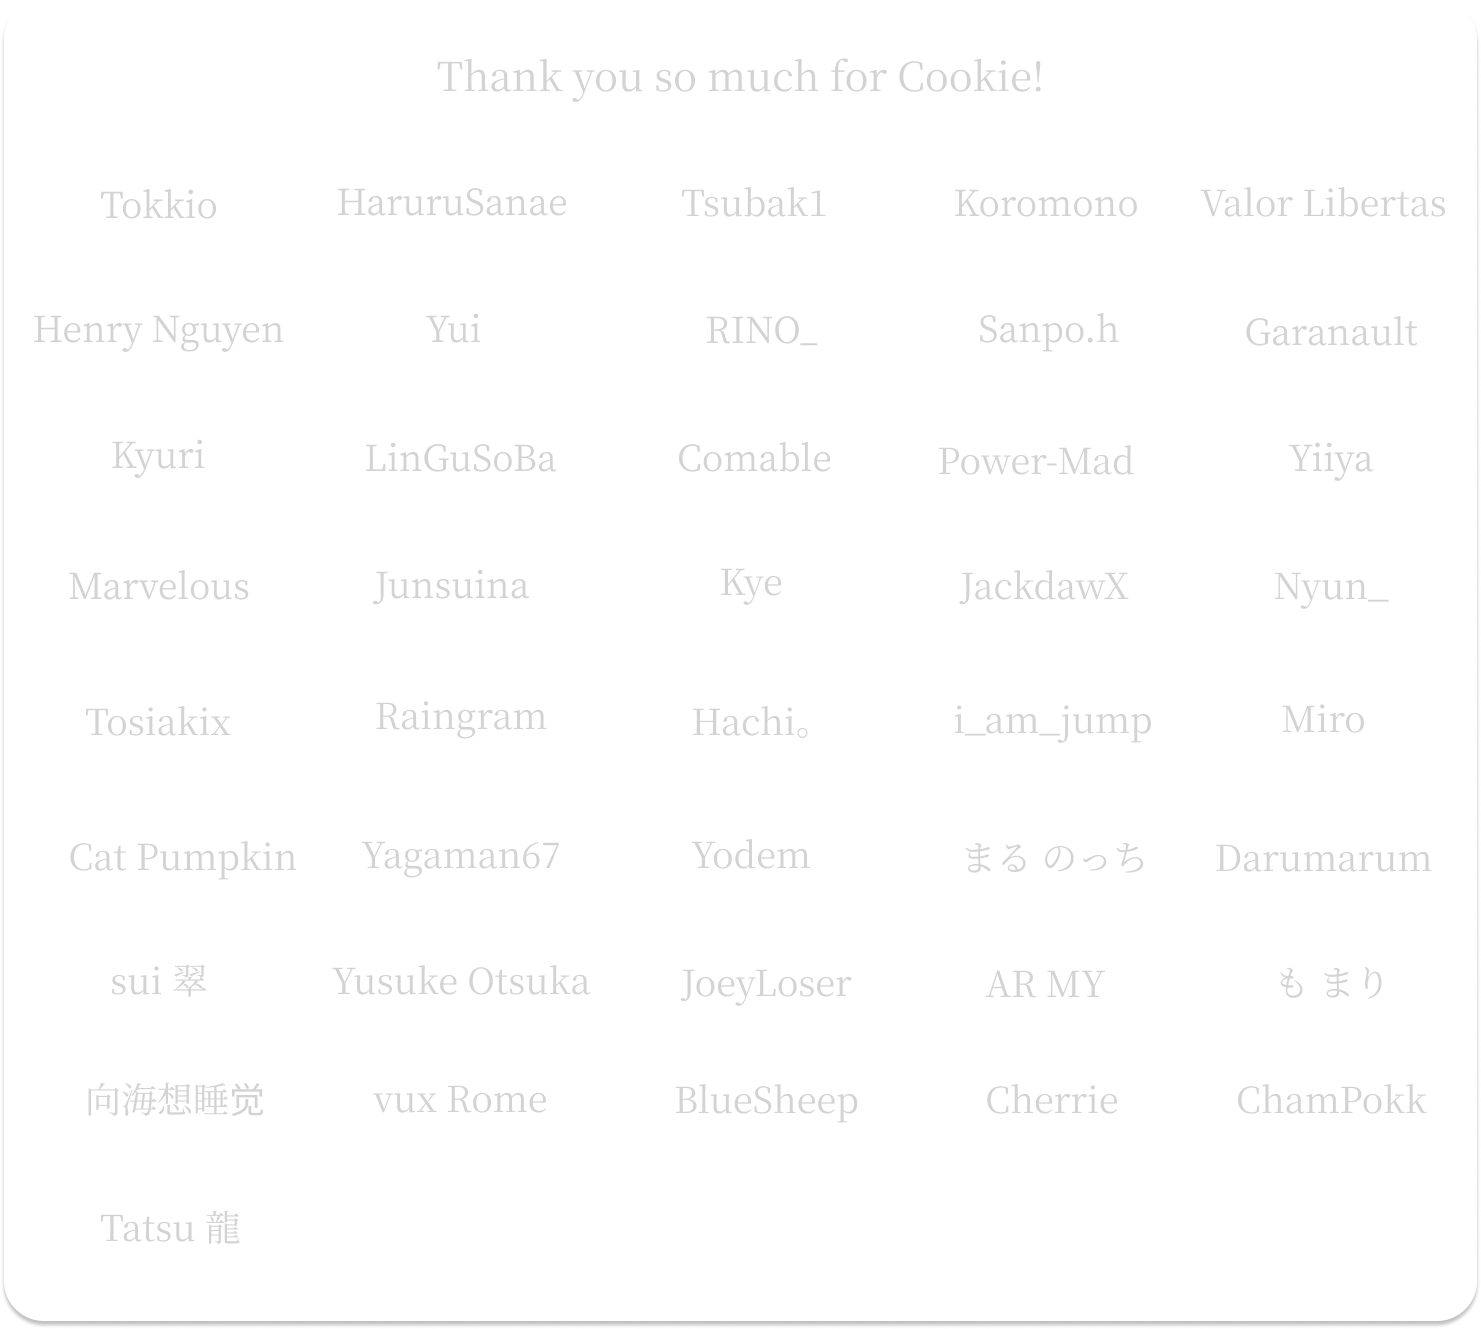 Thank you so much for Cookie!
Tokkio HaruruSanae Tsubak1 Koromono Valor Libertas
Henry Nguyen Yui RINO_ Sanpo.h Garanault
Kyuri LinGuSoBa Comable Power-Mad Yiiya
Marvelous Junsuina Kye JackdawX Nyun_
Tosiakix Raingram Hachi。 i_am_jump Miro
Cat Pumpkin Yagaman67 Yodem まる のっち Darumarum
sui 翠 Yusuke Otsuka JoeyLoser AR MY も まり
向海想睡觉 vux Rome BlueSheep Cherrie ChamPokk
Tatsu 龍